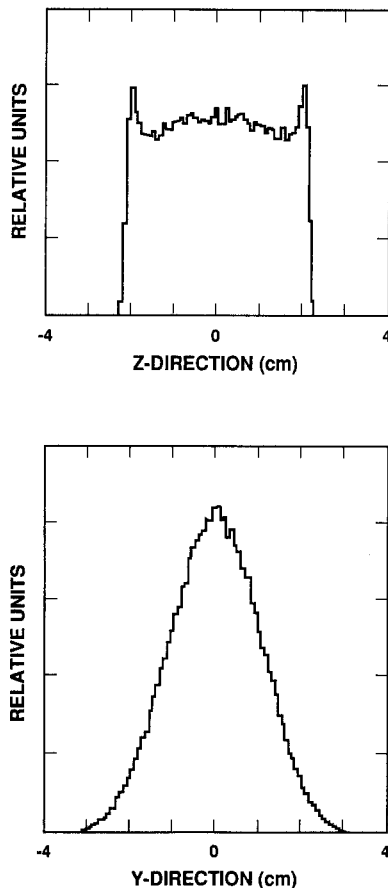 RELATIVE UNITS
-4 0 4
Z-DIRECTION (cm)
RELATIVE UNITS
-4 0 4
Y-DIRECTION (cm)